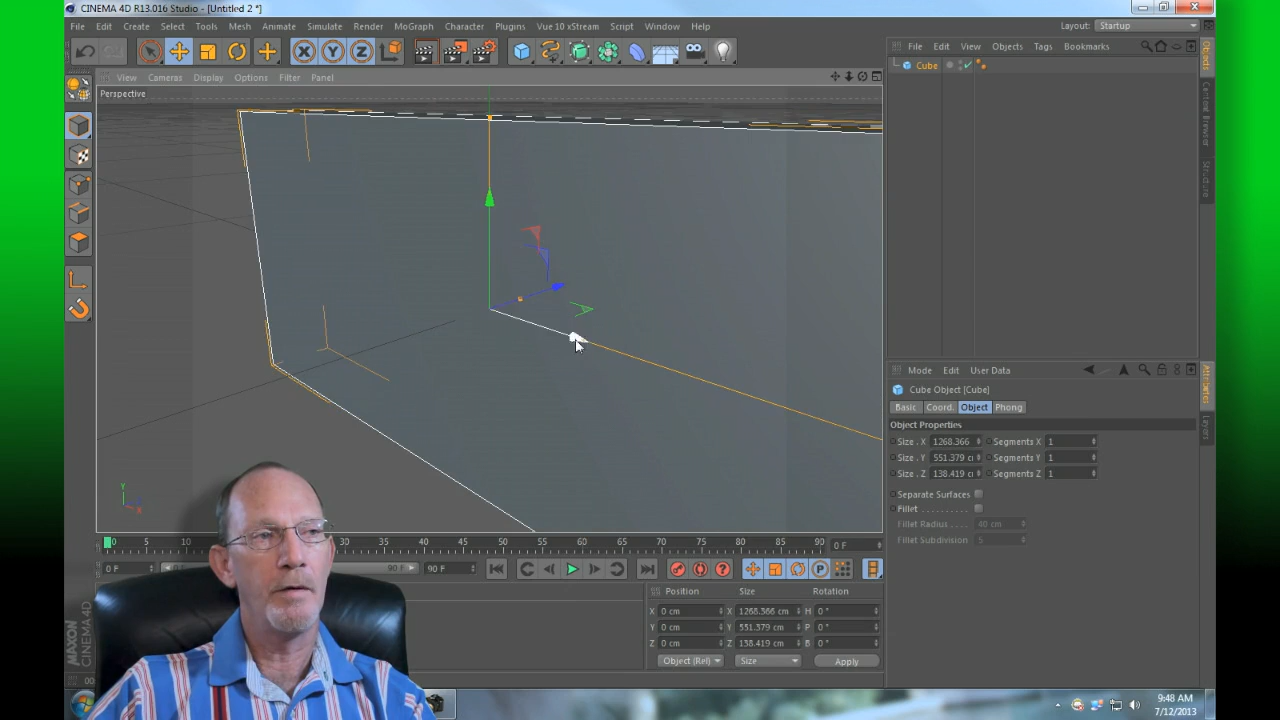 CINEMA 4D R13.016 Studio - [Untitled 2 *]
File Edit Create Select Tools Mesh Animate Simulate Render MoGraph Character Plugins Vue 10 xStream Script Window Help
Layout: Startup
X Y Z
File Edit View Objects Tags Bookmarks
View Cameras Display Options Filter Panel
Cube
Perspective
Objects
Content Browser
Structure
Mode Edit User Data
Cube Object [Cube]
Basic Coord. Object Phong
Attributes
Layers
Object Properties
Size . X 1268.366 Segments X 1
Size . Y 551.379 Segments Y 1
Size . Z 138.419 Segments Z 1
Separate Surfaces
Fillet
Fillet Radius 40 cm
Fillet Subdivision 5
Y
X
0 5 10 30 35 40 45 50 55 60 65 70 75 80 85 90 0 F
0 F 90 F 90 F
P
Position Size Rotation
X 0 cm X 1268.366 cm H 0 °
Y 0 cm Y 551.379 cm P 0 °
Z 0 cm Z 138.419 cm B 0 °
Object (Rel) Size Apply
MAXON
CINEMA 4D
9:48 AM
7/12/2013